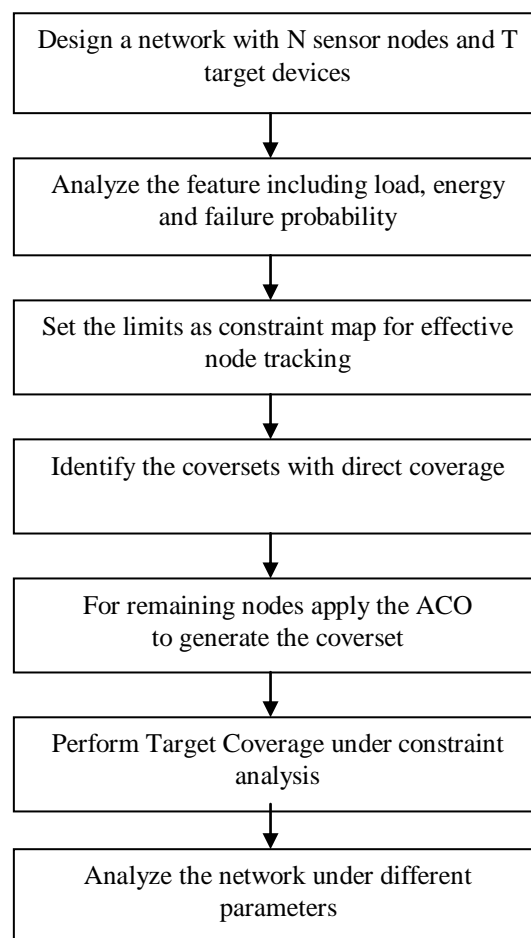 Design a network with N sensor nodes and T
target devices
Analyze the feature including load, energy
and failure probability
Set the limits as constraint map for effective
node tracking
Identify the coversets with direct coverage
For remaining nodes apply the ACO
to generate the coverset
Perform Target Coverage under constraint
analysis
Analyze the network under different
parameters